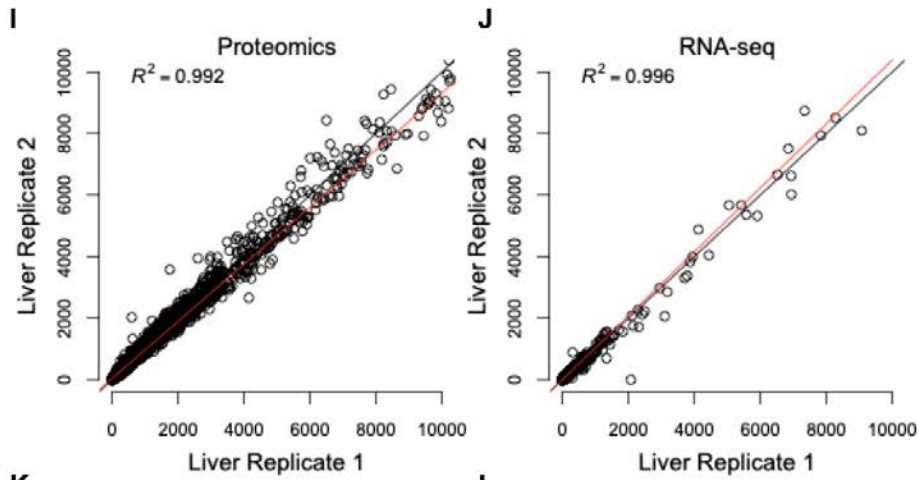 I
Proteomics
R² = 0.992
Liver Replicate 2
10000
8000
6000
4000
2000
0
0 2000 4000 6000 8000 10000
Liver Replicate 1
J
RNA-seq
R² = 0.996
Liver Replicate 2
10000
8000
6000
4000
2000
0
0 2000 4000 6000 8000 10000
Liver Replicate 1